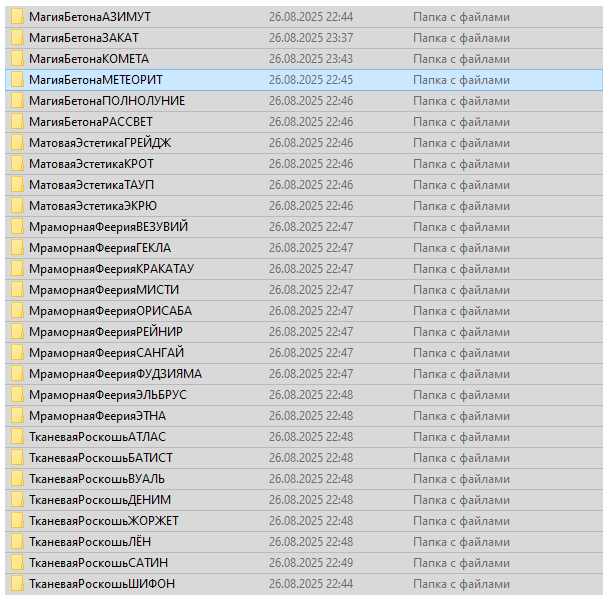 МагияБетонаАЗИМУТ 26.08.2025 22:44 Папка с файлами
МагияБетонаЗАКАТ 26.08.2025 23:37 Папка с файлами
МагияБетонаКОМЕТА 26.08.2025 23:43 Папка с файлами
МагияБетонаМЕТЕОРИТ 26.08.2025 22:45 Папка с файлами
МагияБетонаПОЛНОЛУНИЕ 26.08.2025 22:46 Папка с файлами
МагияБетонаРАССВЕТ 26.08.2025 22:46 Папка с файлами
МатоваяЭстетикаГРЕЙДЖ 26.08.2025 22:46 Папка с файлами
МатоваяЭстетикаКРОТ 26.08.2025 22:46 Папка с файлами
МатоваяЭстетикаТАУП 26.08.2025 22:46 Папка с файлами
МатоваяЭстетикаЭКРЮ 26.08.2025 22:46 Папка с файлами
МраморнаяФеерияВЕЗУВИЙ 26.08.2025 22:47 Папка с файлами
МраморнаяФеерияГЕКЛА 26.08.2025 22:47 Папка с файлами
МраморнаяФеерияКРАКАТАУ 26.08.2025 22:47 Папка с файлами
МраморнаяФеерияМИСТИ 26.08.2025 22:47 Папка с файлами
МраморнаяФеерияОРИСАБА 26.08.2025 22:47 Папка с файлами
МраморнаяФеерияРЕЙНИР 26.08.2025 22:47 Папка с файлами
МраморнаяФеерияСАНГАЙ 26.08.2025 22:47 Папка с файлами
МраморнаяФеерияФУДЗИЯМА 26.08.2025 22:47 Папка с файлами
МраморнаяФеерияЭЛЬБРУС 26.08.2025 22:48 Папка с файлами
МраморнаяФеерияЭТНА 26.08.2025 22:48 Папка с файлами
ТканеваяРоскошьАТЛАС 26.08.2025 22:48 Папка с файлами
ТканеваяРоскошьБАТИСТ 26.08.2025 22:48 Папка с файлами
ТканеваяРоскошьВУАЛЬ 26.08.2025 22:48 Папка с файлами
ТканеваяРоскошьДЕНИМ 26.08.2025 22:48 Папка с файлами
ТканеваяРоскошьЖОРЖЕТ 26.08.2025 22:48 Папка с файлами
ТканеваяРоскошьЛЁН 26.08.2025 22:48 Папка с файлами
ТканеваяРоскошьСАТИН 26.08.2025 22:49 Папка с файлами
ТканеваяРоскошьШИФОН 26.08.2025 22:44 Папка с файлами